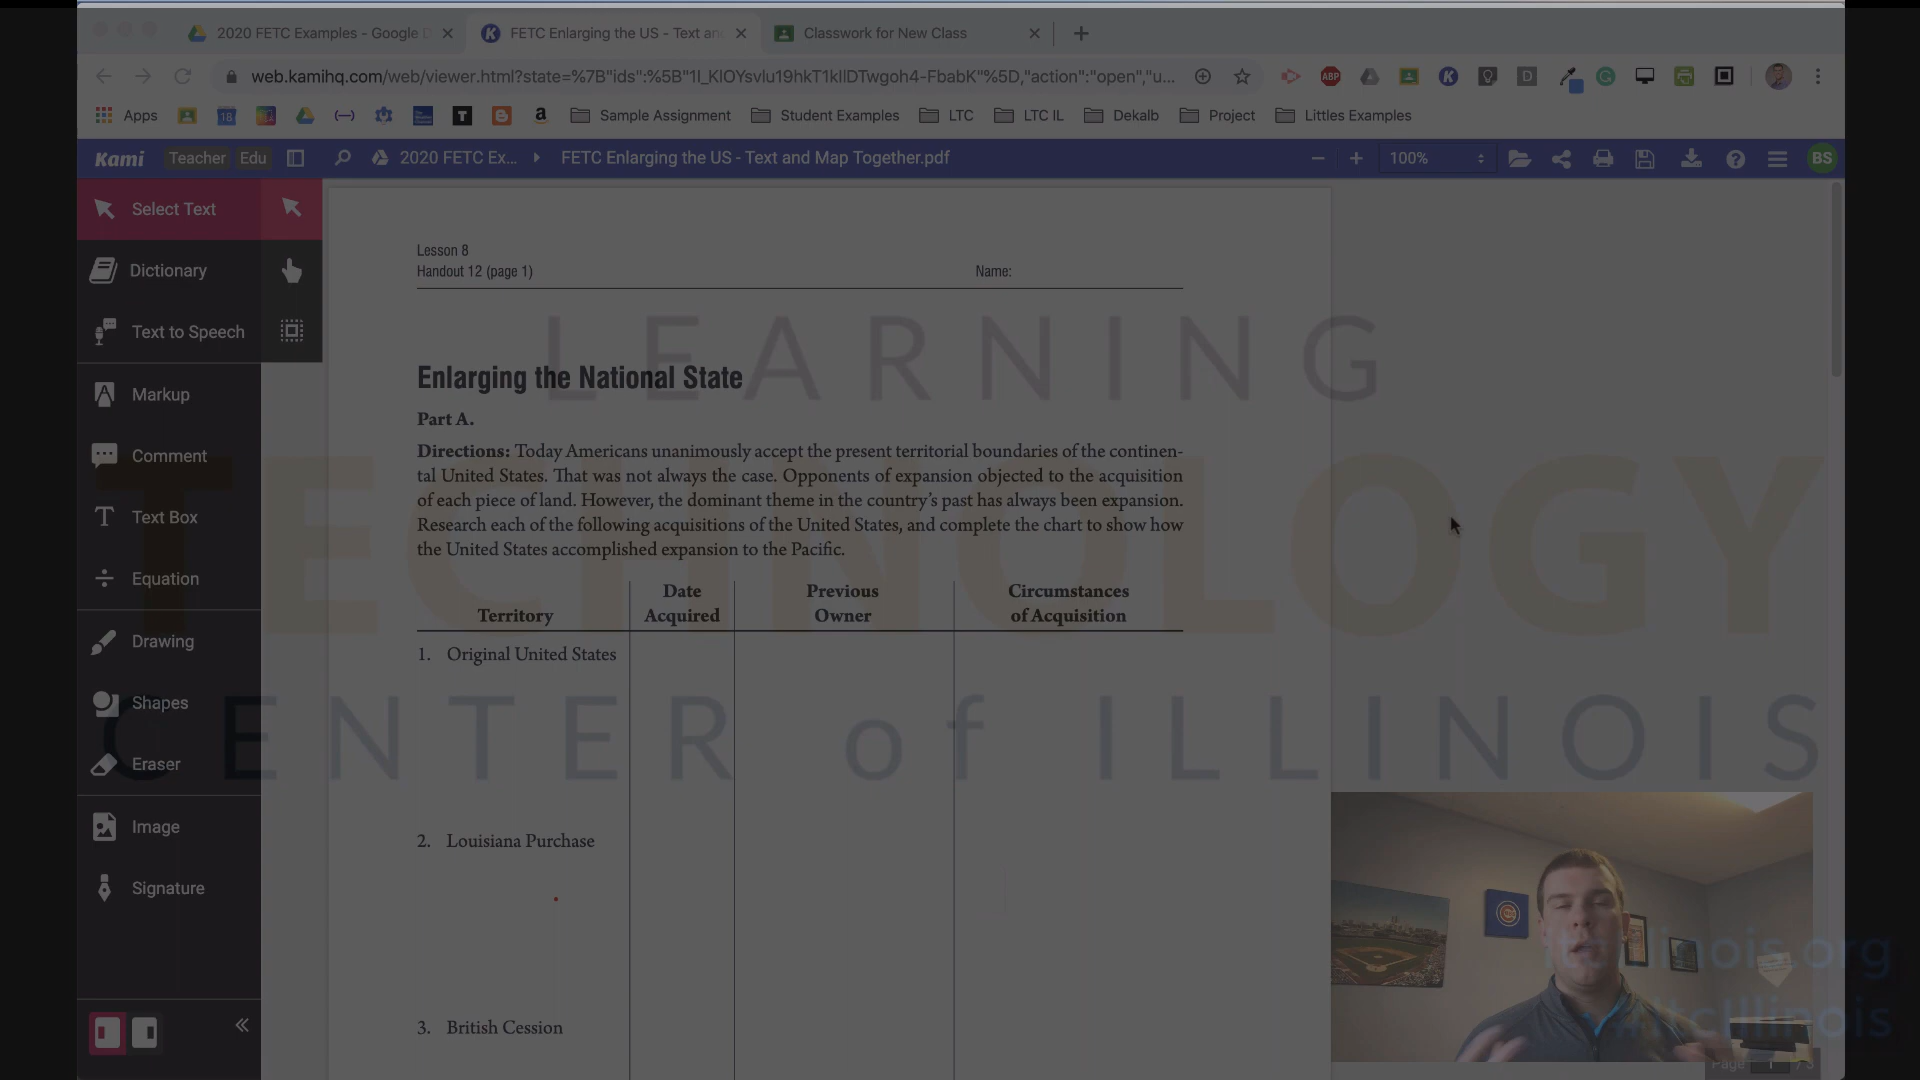 2020 FETC Examples - Google D
FETC Enlarging the US - Text an
Classwork for New Class
web.kamihq.com/web/viewer.html?state=%7B"ids":%5B"1I_KlOYsvlu19hkT1kIlDTwgoh4-FbabK"%5D,"action":"open","u...
Apps
18
T
Sample Assignment
Student Examples
LTC
LTC IL
Dekalb
Project
Littles Examples
Kami
Teacher
Edu
2020 FETC Ex...
FETC Enlarging the US - Text and Map Together.pdf
100%
BS
Select Text
Dictionary
Text to Speech
Markup
Comment
Text Box
Equation
Drawing
Shapes
Eraser
Image
Signature
Lesson 8
Handout 12 (page 1)
Name:
LEARNING
Enlarging the National State
Part A.
Directions: Today Americans unanimously accept the present territorial boundaries of the continen-
tal United States. That was not always the case. Opponents of expansion objected to the acquisition
of each piece of land. However, the dominant theme in the country's past has always been expansion.
Research each of the following acquisitions of the United States, and complete the chart to show how
the United States accomplished expansion to the Pacific.
TECHNOLOGY
Territory
Date Acquired
Previous Owner
Circumstances of Acquisition
1. Original United States
CENTER of ILLINOIS
2. Louisiana Purchase
3. British Cession
ltcillinois.org
#ltcIllinois
Page 1 / 3